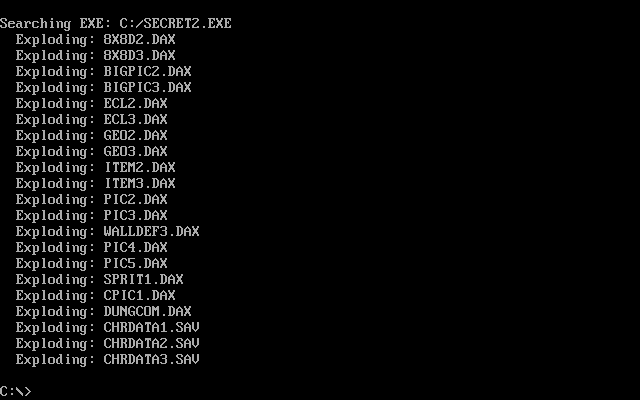 Searching EXE: C:/SECRET2.EXE
Exploding: 8X8D2.DAX
Exploding: 8X8D3.DAX
Exploding: BIGPIC2.DAX
Exploding: BIGPIC3.DAX
Exploding: ECL2.DAX
Exploding: ECL3.DAX
Exploding: GEO2.DAX
Exploding: GEO3.DAX
Exploding: ITEM2.DAX
Exploding: ITEM3.DAX
Exploding: PIC2.DAX
Exploding: PIC3.DAX
Exploding: WALLDEF3.DAX
Exploding: PIC4.DAX
Exploding: PIC5.DAX
Exploding: SPRIT1.DAX
Exploding: CPIC1.DAX
Exploding: DUNGCOM.DAX
Exploding: CHRDATA1.SAV
Exploding: CHRDATA2.SAV
Exploding: CHRDATA3.SAV
C:\>